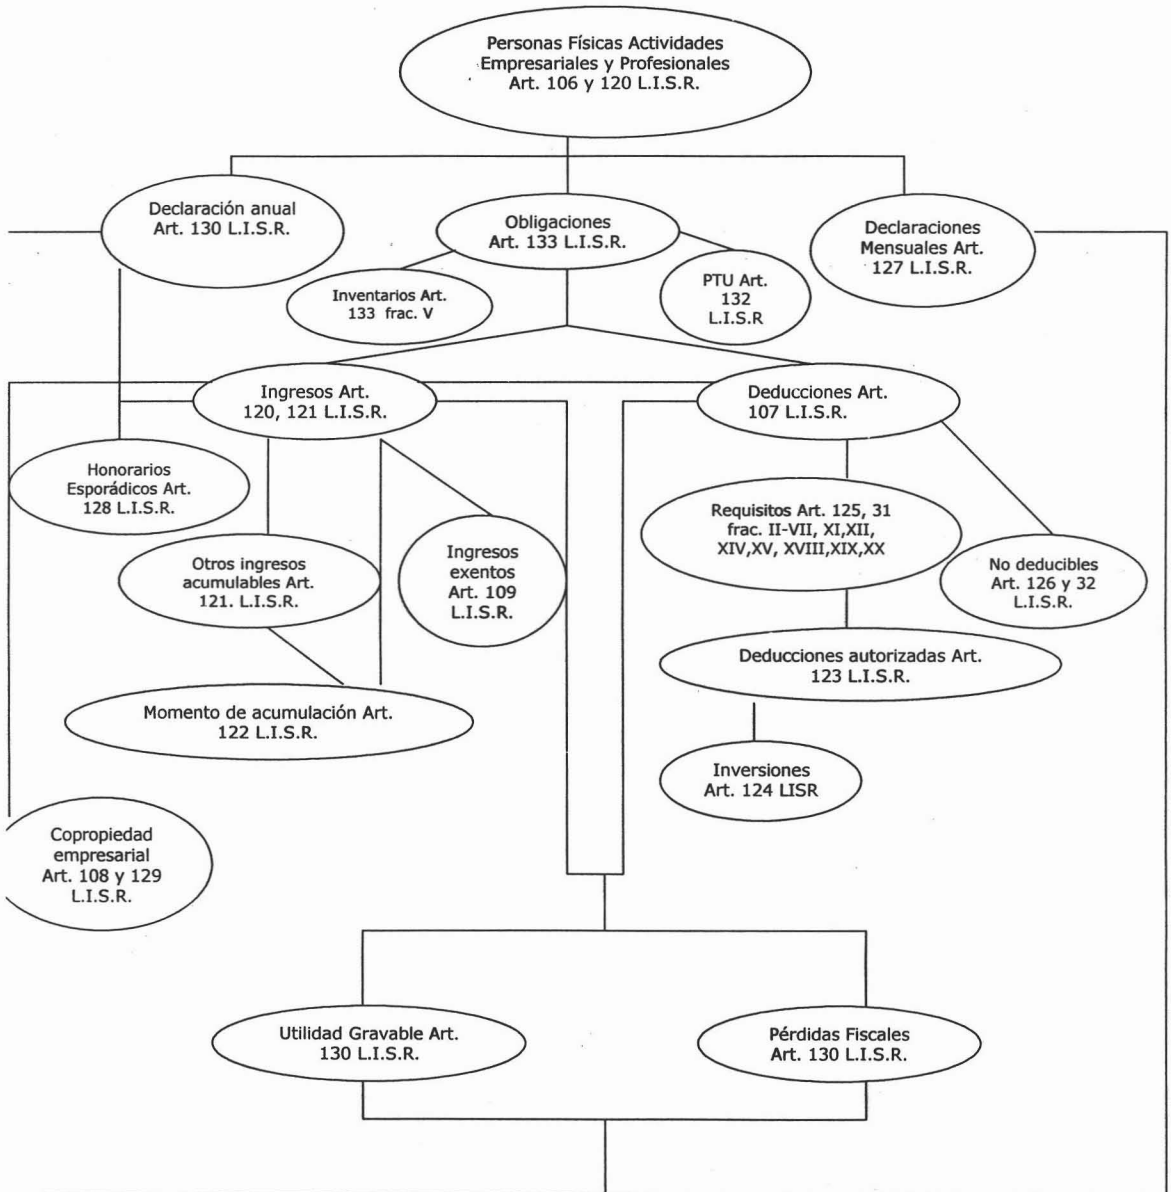 Personas Físicas Actividades
Empresariales y Profesionales
Art. 106 y 120 L.I.S.R.
Declaración anual
Art. 130 L.I.S.R.
Obligaciones
Art. 133 L.I.S.R.
Declaraciones
Mensuales Art.
127 L.I.S.R.
Inventarios Art.
133 frac. V
PTU Art.
132
L.I.S.R
Ingresos Art.
120, 121 L.I.S.R.
Deducciones Art.
107 L.I.S.R.
Honorarios
Esporádicos Art.
128 L.I.S.R.
Otros ingresos
acumulables Art.
121. L.I.S.R.
Ingresos
exentos
Art. 109
L.I.S.R.
Requisitos Art. 125, 31
frac. II-VII, XI,XII,
XIV,XV, XVIII,XIX,XX
No deducibles
Art. 126 y 32
L.I.S.R.
Deducciones autorizadas Art.
123 L.I.S.R.
Momento de acumulación Art.
122 L.I.S.R.
Inversiones
Art. 124 LISR
Copropiedad
empresarial
Art. 108 y 129
L.I.S.R.
Utilidad Gravable Art.
130 L.I.S.R.
Pérdidas Fiscales
Art. 130 L.I.S.R.